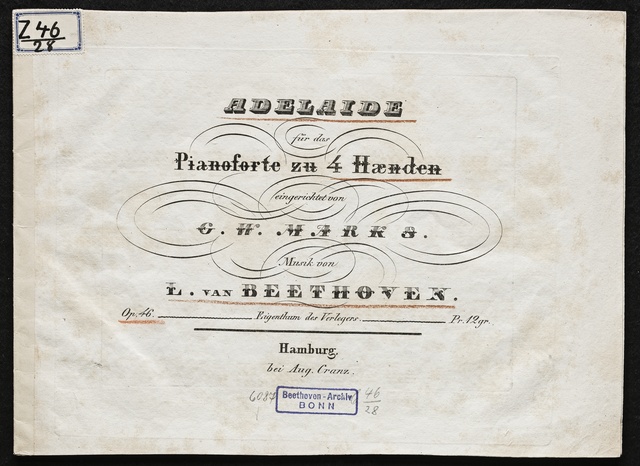 Z 46
28
ADELAIDE
für das
Pianoforte zu 4 Hænden
eingerichtet von
G. W. MARKS.
Musik von
L. VAN BEETHOVEN.
Op. 46. Eigenthum des Verlegers. Pr. 12 gr.
Hamburg,
bei Aug. Cranz.
Beethoven-Archiv
BONN
46
28